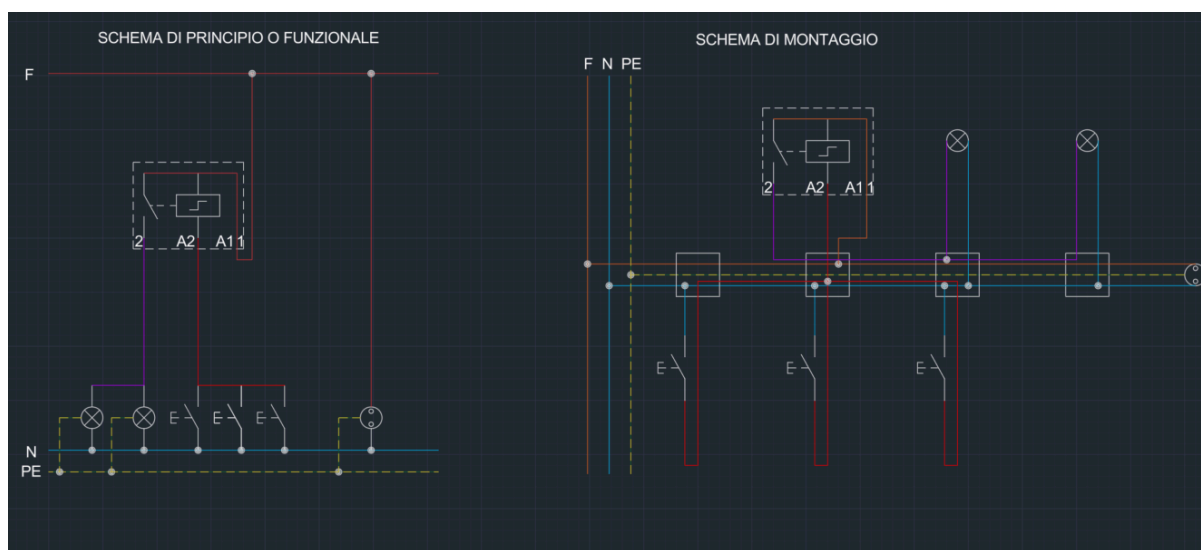 SCHEMA DI PRINCIPIO O FUNZIONALE
F
2 A2 A1 1
N
PE
SCHEMA DI MONTAGGIO
F N PE
2 A2 A1 1